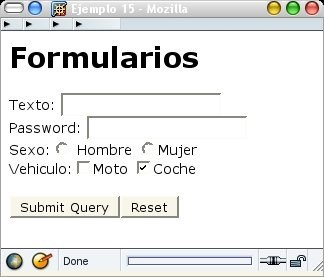 Ejemplo 15 - Mozilla
Formularios
Texto:
Password:
Sexo: Hombre Mujer
Vehiculo: Moto Coche
Submit Query Reset
Done